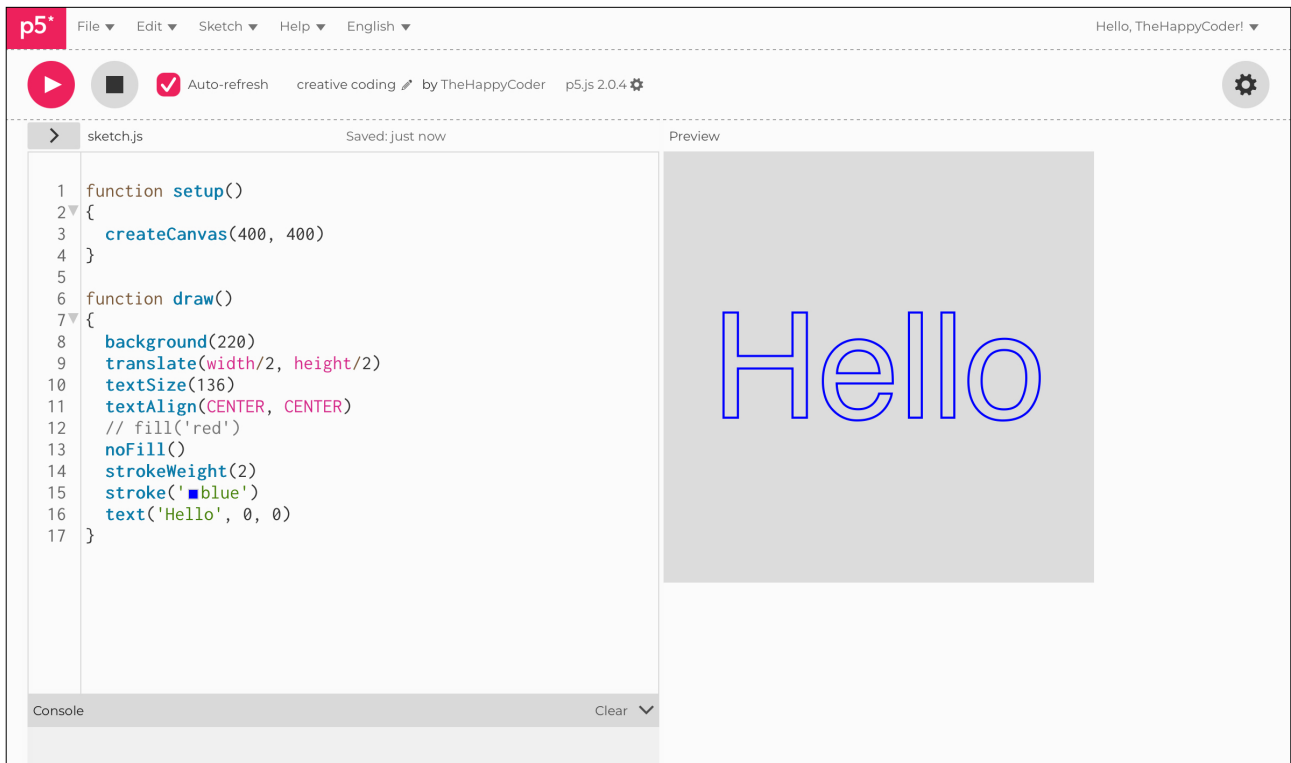 p5* File Edit Sketch Help English Hello, TheHappyCoder!
Auto-refresh creative coding by TheHappyCoder p5.js 2.0.4
> sketch.js Saved: just now Preview
1 function setup()
2 {
3   createCanvas(400, 400)
4 }
5
6 function draw()
7 {
8   background(220)
9   translate(width/2, height/2)
10   textSize(136)
11   textAlign(CENTER, CENTER)
12   // fill('red')
13   noFill()
14   strokeWeight(2)
15   stroke('blue')
16   text('Hello', 0, 0)
17 }
Hello
Console Clear